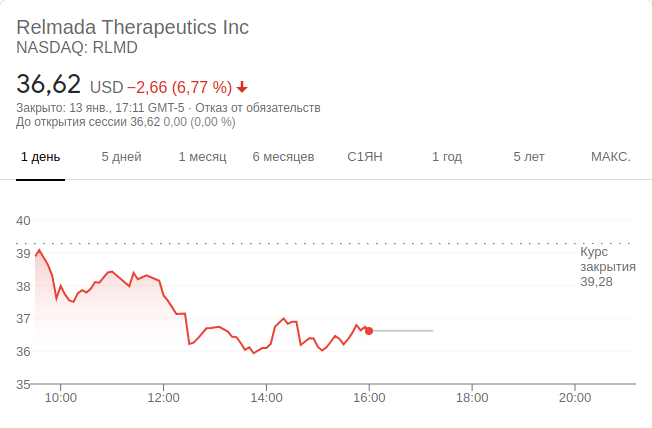 Relmada Therapeutics Inc
NASDAQ: RLMD
36,62 USD −2,66 (6,77 %)
Закрыто: 13 янв., 17:11 GMT-5 · Отказ от обязательств
До открытия сессии 36,62 0,00 (0,00 %)
1 день 5 дней 1 месяц 6 месяцев С1ЯН 1 год 5 лет МАКС.
40
39
38
37
36
35
Курс
закрытия
39,28
10:00 12:00 14:00 16:00 18:00 20:00